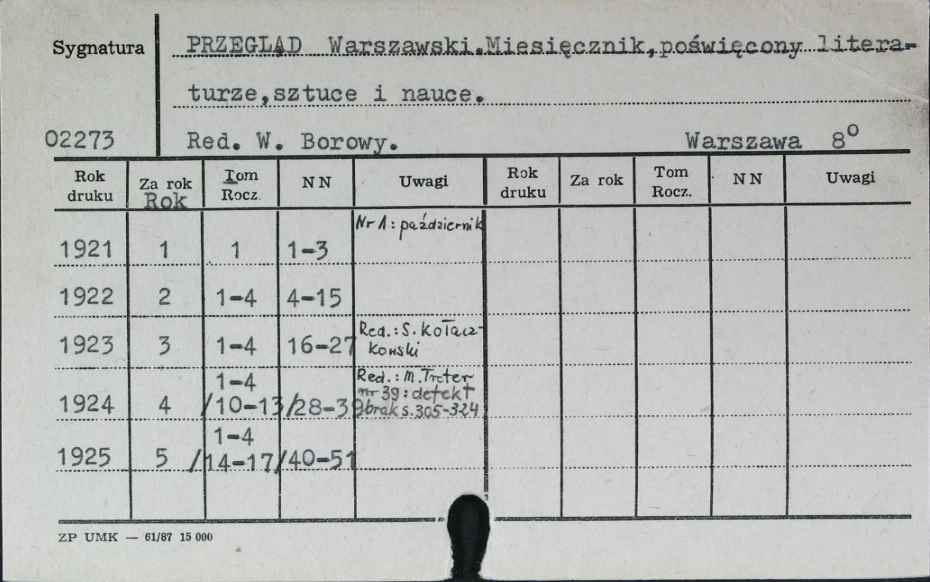 Sygnatura PRZEGLĄD Warszawski.Miesięcznik,poświęcony litera-
turze,sztuce i nauce.
02273 Red. W. Borowy. Warszawa 8°
Rok druku Za rok Rok Tom Rocz. NN Uwagi Rok druku Za rok Tom Rocz. NN Uwagi
Nr 1: październik
1921 1 1 1-3
1922 2 1-4 4-15
Red.: S. Kołacz-
1923 3 1-4 16-27 kowski
1-4 Red.: M. Treter
nr 39: defekt
1924 4 /10-13/ 28-39 brak s. 305-324
1-4
1925 5 /14-17/ 40-51
ZP UMK — 61/87 15 000